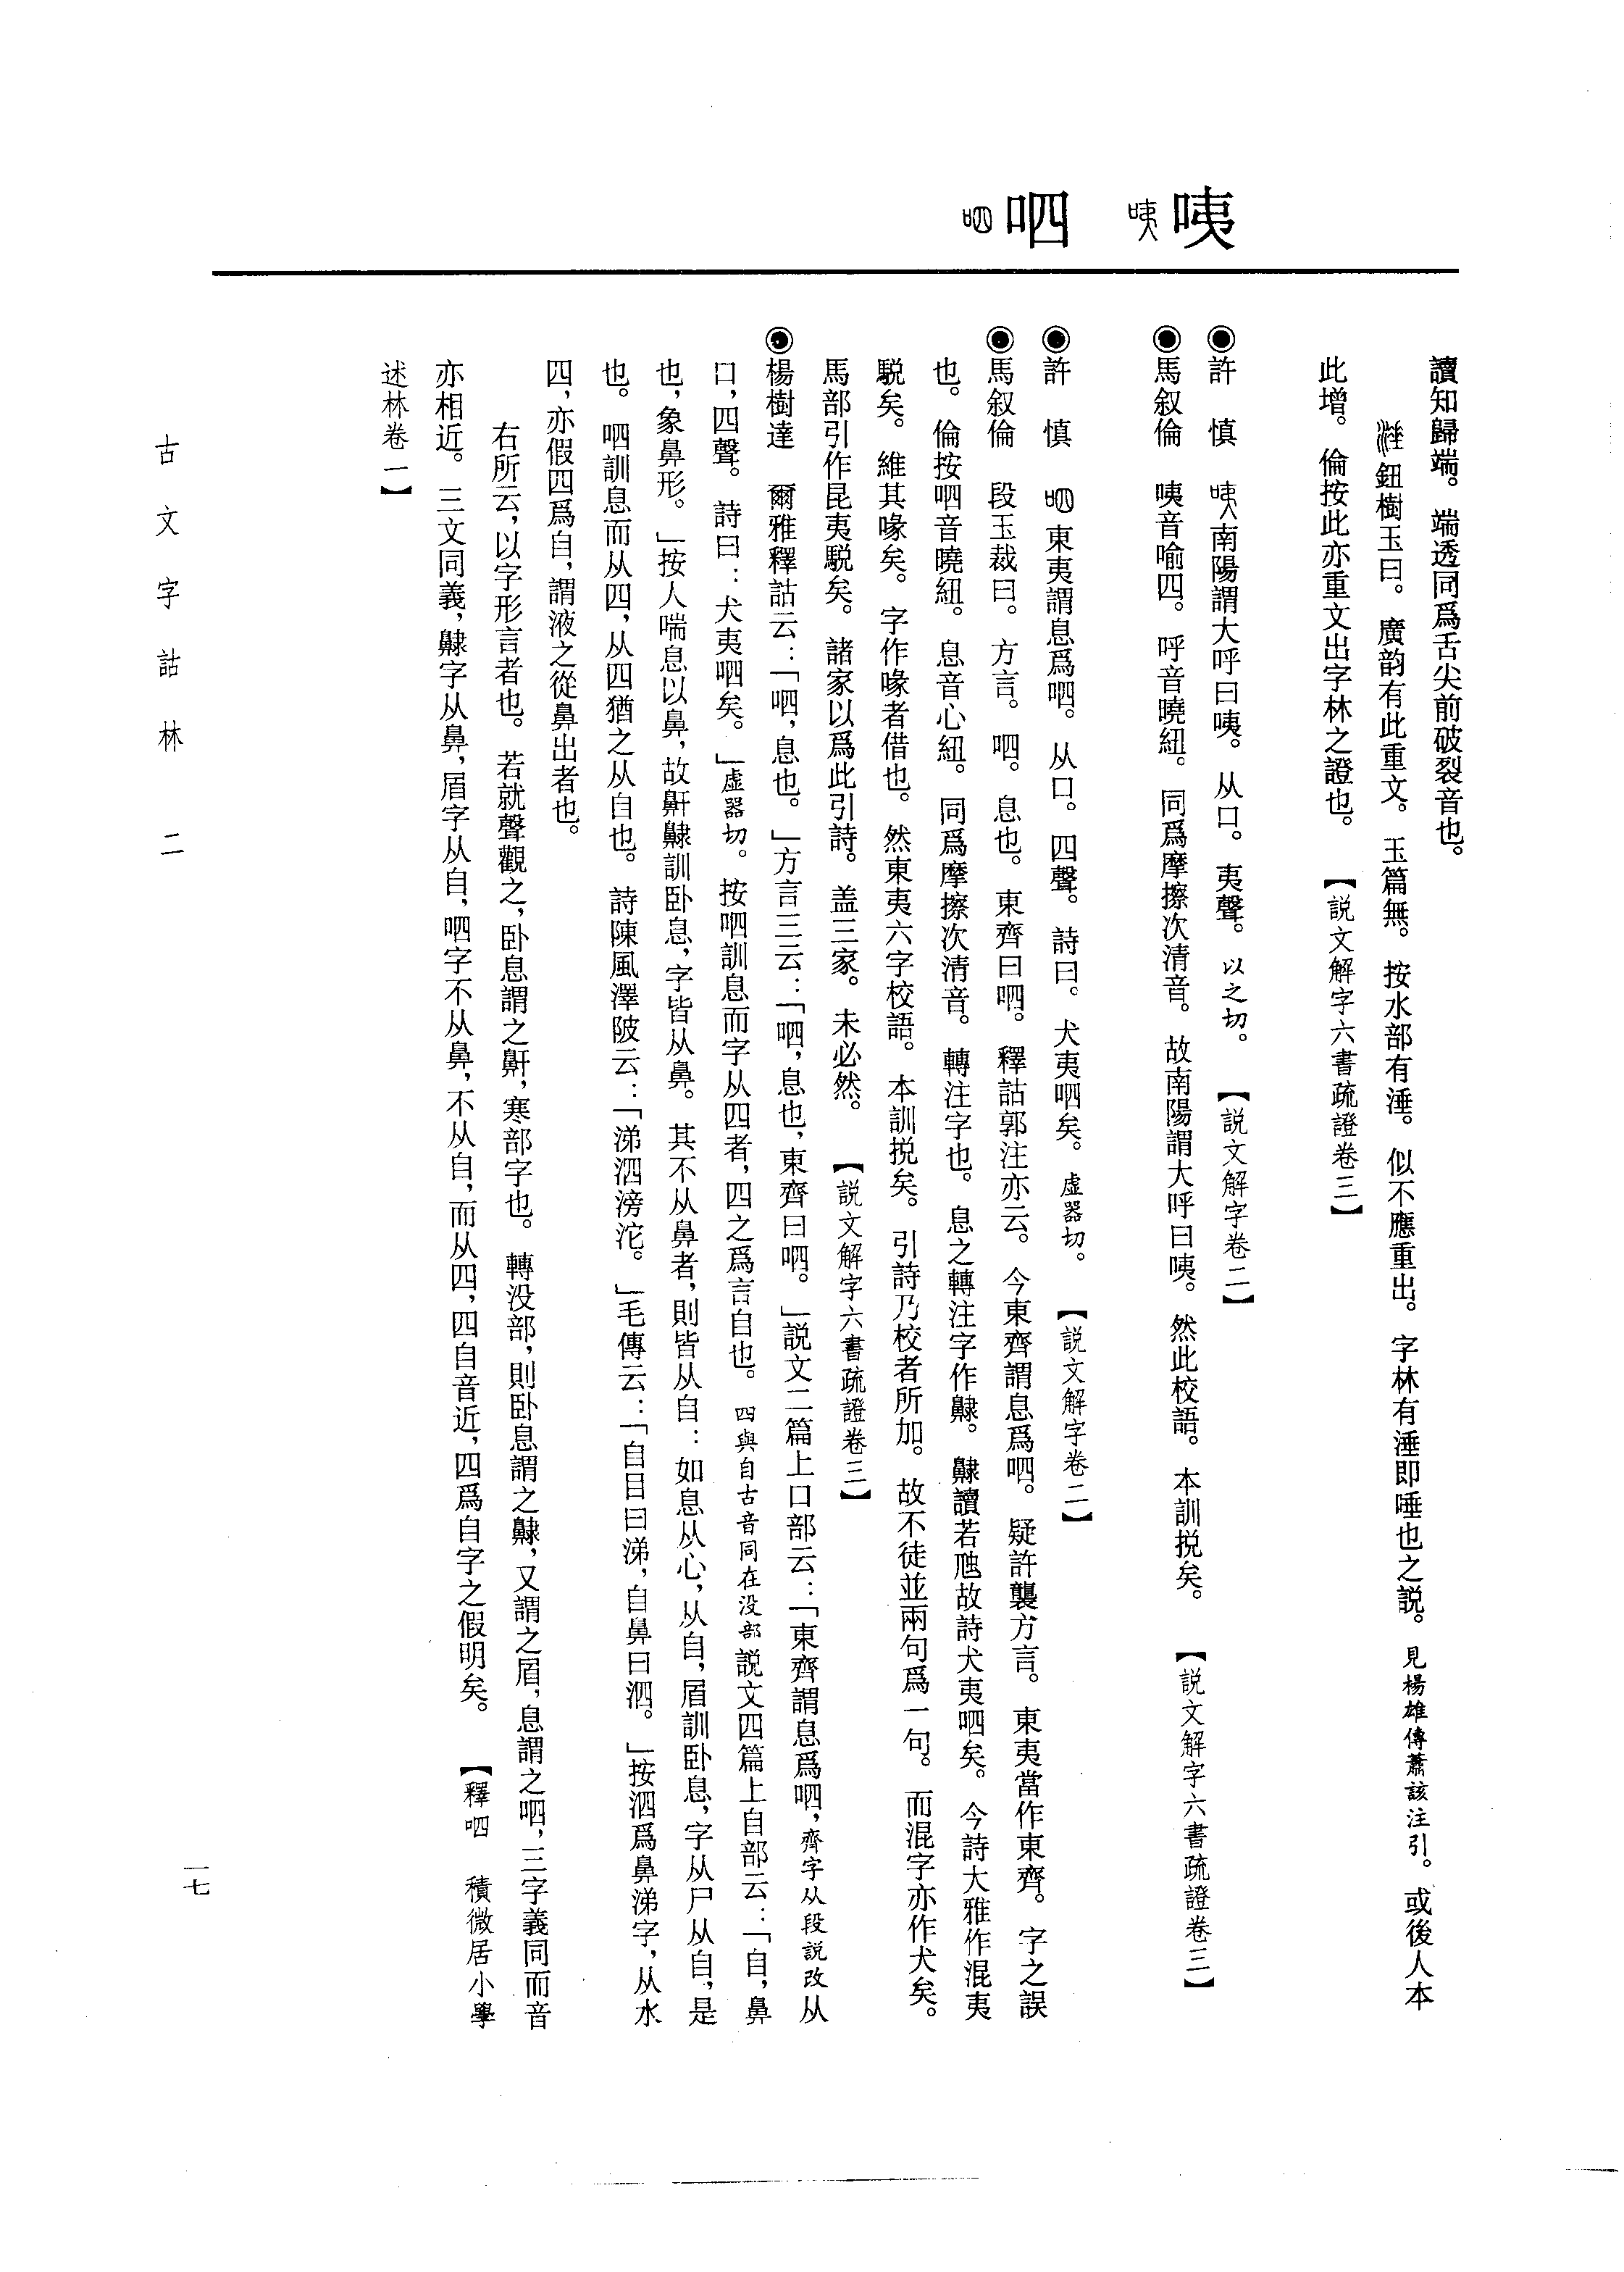 咦
呬
讀知歸端。端透同爲舌尖前破裂音也。
鈕樹玉曰。廣韵有此重文。玉篇無。按水部有涶。似不應重出。字林有涶即唾也之説。見楊雄傳蕭該注引。或後人本
此增。倫按此亦重文出字林之證也。【説文解字六書疏證卷三】
◉許　慎　南陽謂大呼曰咦。从口。夷聲。以之切。【説文解字卷二】
◉馬叙倫　咦音喻四。呼音曉紐。同爲摩擦次清音。故南陽謂大呼曰咦。然此校語。本訓挩矣。【説文解字六書疏證卷三】
◉許　慎　東夷謂息爲呬。从口。四聲。詩曰。犬夷呬矣。虛器切。【説文解字卷二】
◉馬叙倫　段玉裁曰。方言。呬。息也。東齊曰呬。釋詁郭注亦云。今東齊謂息爲呬。疑許襲方言。東夷當作東齊。字之誤
也。倫按呬音曉紐。息音心紐。同爲摩擦次清音。轉注字也。息之轉注字作齂。齂讀若虺故詩犬夷呬矣。今詩大雅作混夷
駾矣。維其喙矣。字作喙者借也。然東夷六字校語。本訓挩矣。引詩乃校者所加。故不徒並兩句爲一句。而混字亦作犬矣。
馬部引作昆夷駾矣。諸家以爲此引詩。盖三家。未必然。【説文解字六書疏證卷三】
◉楊樹達　爾雅釋詁云：「呬，息也。」方言三云：「呬，息也，東齊曰呬。」説文二篇上口部云：「東齊謂息爲呬，齊字从段説改从
口，四聲。詩曰：犬夷呬矣。」虛器切。按呬訓息而字从四者，四之爲言自也。四與自古音同在没部説文四篇上自部云：「自，鼻
也，象鼻形。」按人喘息以鼻，故鼾齂訓卧息，字皆从鼻。其不从鼻者，則皆从自：如息从心，从自，眉訓卧息，字从尸从自，是
也。呬訓息而从四，从四猶之从自也。詩陳風澤陂云：「涕泗滂沱。」毛傳云：「自目曰涕，自鼻曰泗。」按泗爲鼻涕字，从水
四，亦假四爲自，謂液之從鼻出者也。
右所云，以字形言者也。若就聲觀之，卧息謂之鼾，寒部字也。轉没部，則卧息謂之齂，又謂之眉，息謂之呬，三字義同而音
亦相近。三文同義，齂字从鼻，眉字从自，呬字不从鼻，不从自，而从四，四自音近，四爲自字之假明矣。【釋呬　積微居小學
述林卷一】
古文字詁林　二
一七